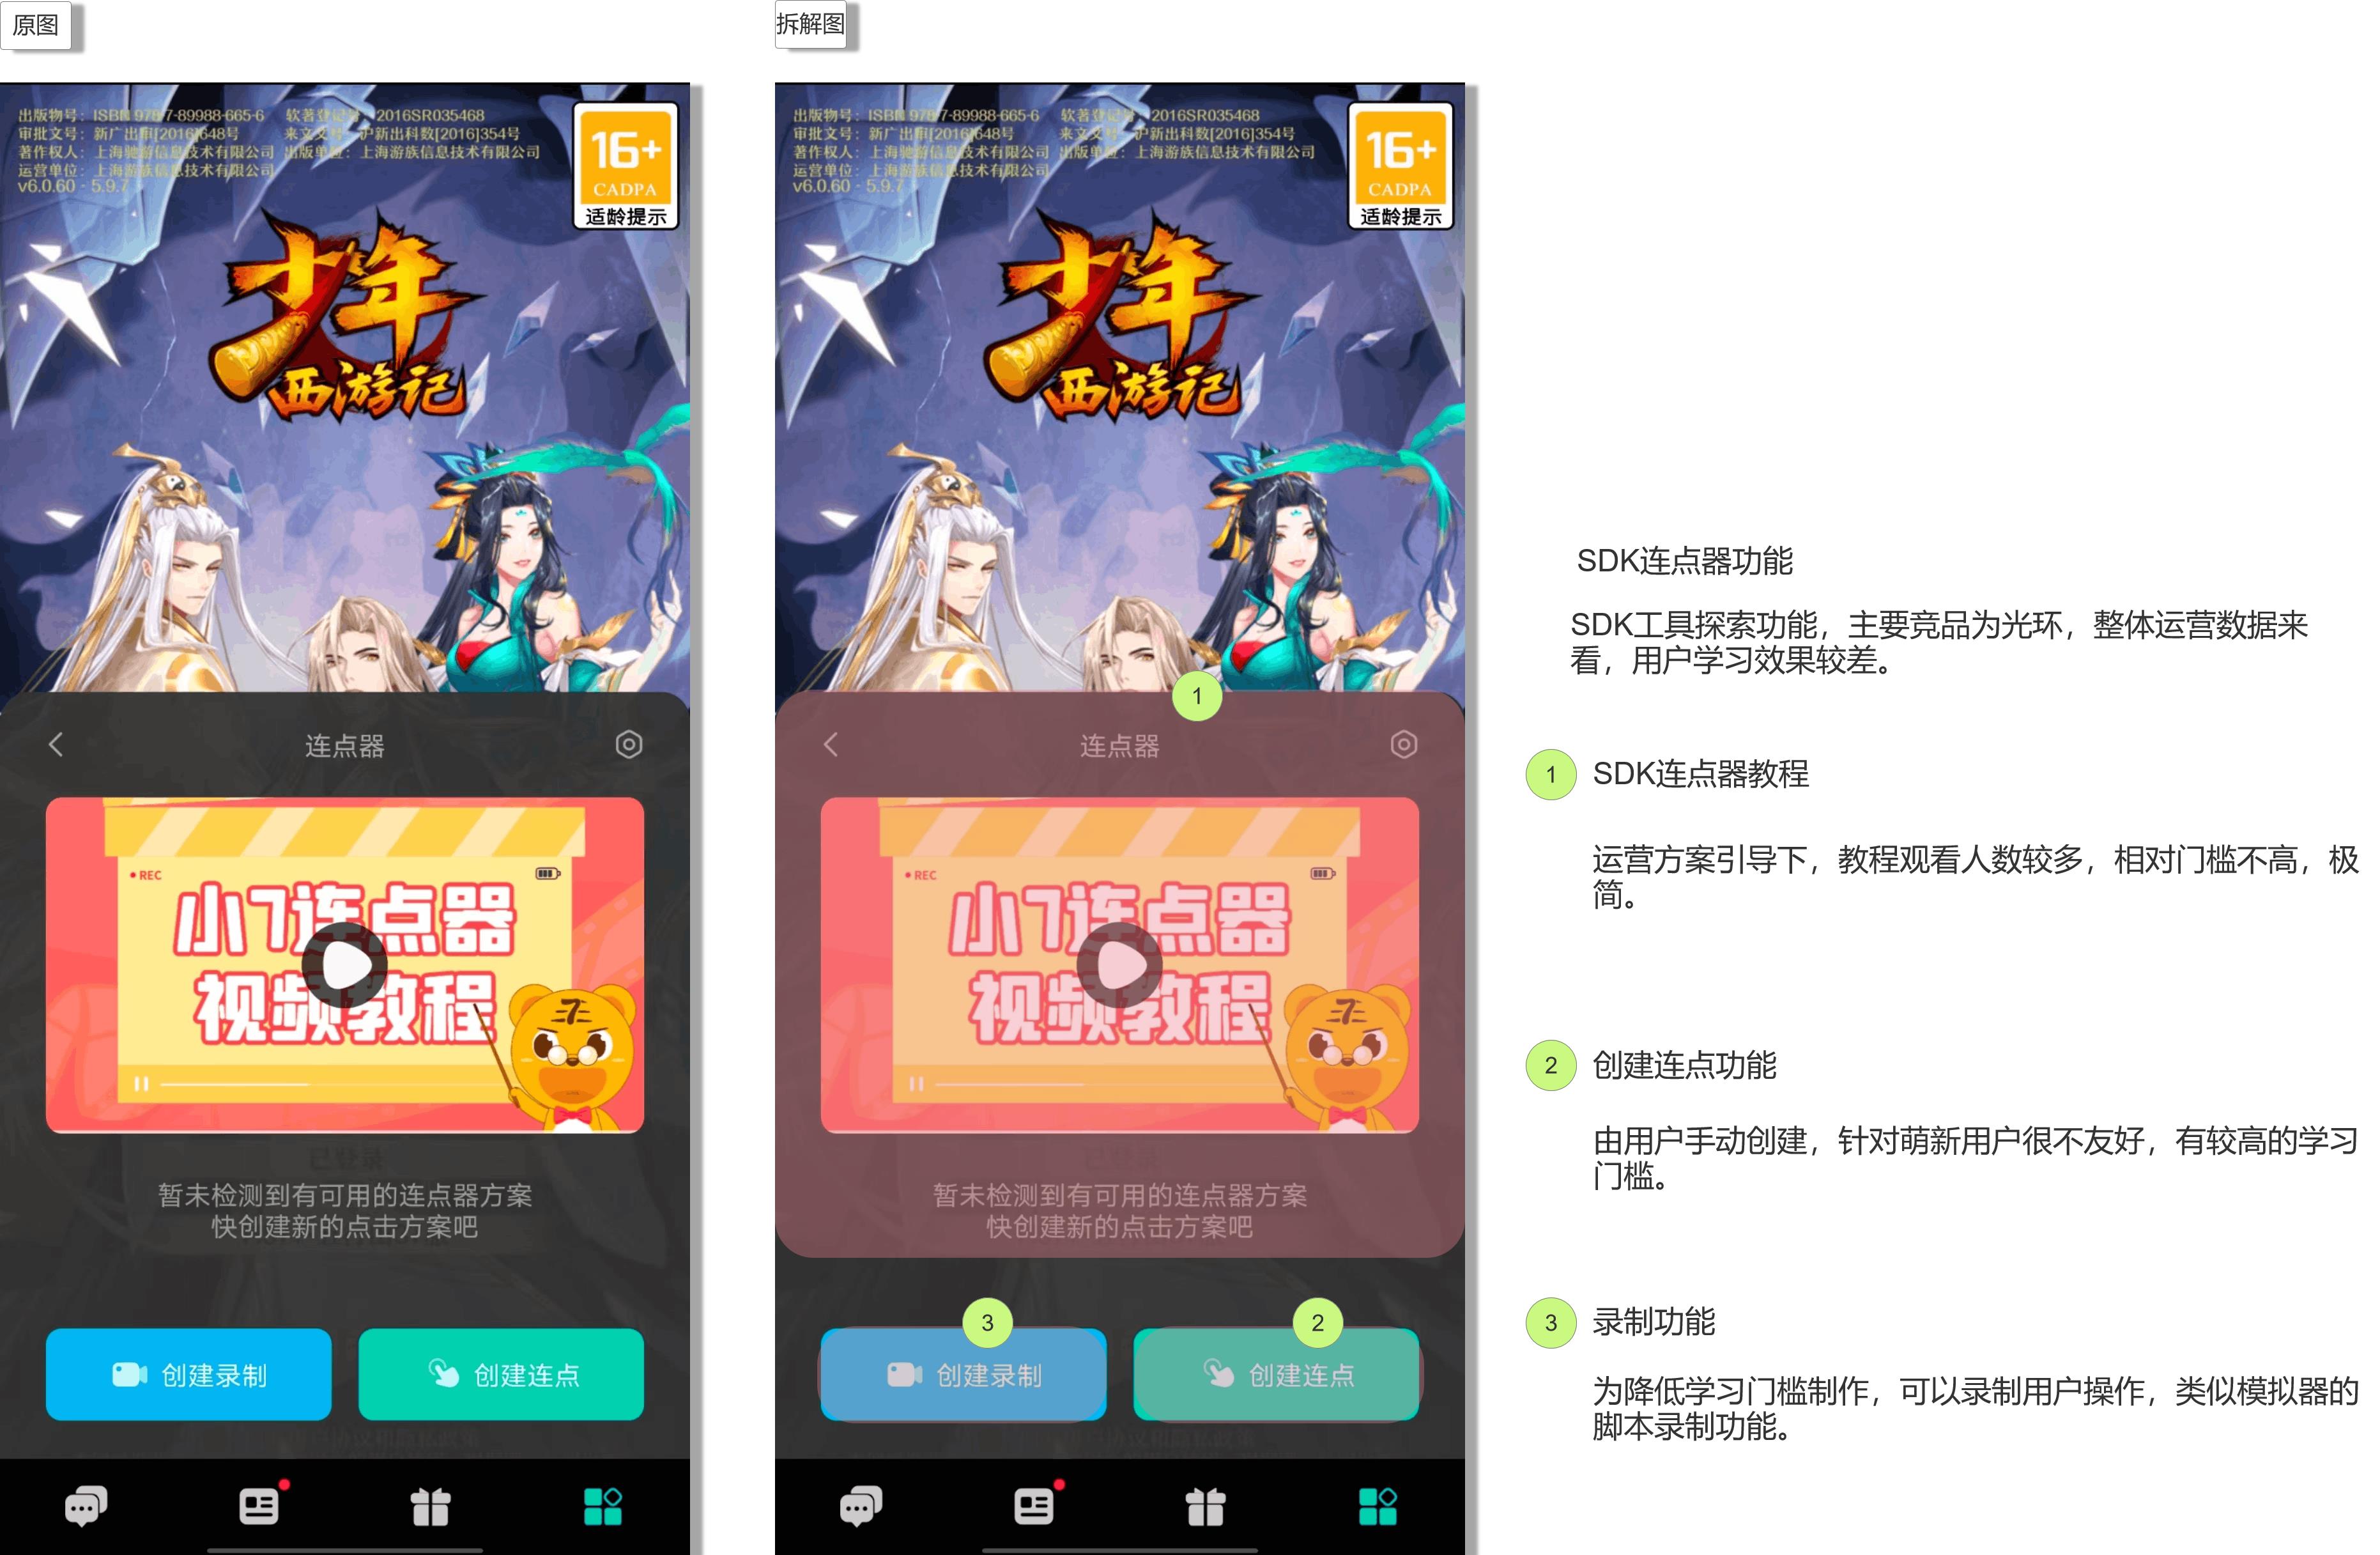 原图
出版物号：ISBN 978-7-89988-665-6 软著登记号：2016SR035468
审批文号：新广出审[2016]648号 来文文号：沪新出科数[2016]354号
著作权人：上海驰游信息技术有限公司 出版单位：上海游族信息技术有限公司
运营单位：上海游族信息技术有限公司
v6.0.60 - 5.9.7
16+
CADPA
适龄提示
少年
西游记
连点器
REC
小7连点器
视频教程
7
已登录
暂未检测到有可用的连点器方案
快创建新的点击方案吧
创建录制
创建连点
拆解图
出版物号：ISBN 978-7-89988-665-6 软著登记号：2016SR035468
审批文号：新广出审[2016]648号 来文文号：沪新出科数[2016]354号
著作权人：上海驰游信息技术有限公司 出版单位：上海游族信息技术有限公司
运营单位：上海游族信息技术有限公司
v6.0.60 - 5.9.7
16+
CADPA
适龄提示
少年
西游记
1
连点器
REC
小7连点器
视频教程
7
暂未检测到有可用的连点器方案
快创建新的点击方案吧
3
2
创建录制
创建连点
SDK连点器功能
SDK工具探索功能，主要竞品为光环，整体运营数据来
看，用户学习效果较差。
1
SDK连点器教程
运营方案引导下，教程观看人数较多，相对门槛不高，极
简。
2
创建连点功能
由用户手动创建，针对萌新用户很不友好，有较高的学习
门槛。
3
录制功能
为降低学习门槛制作，可以录制用户操作，类似模拟器的
脚本录制功能。